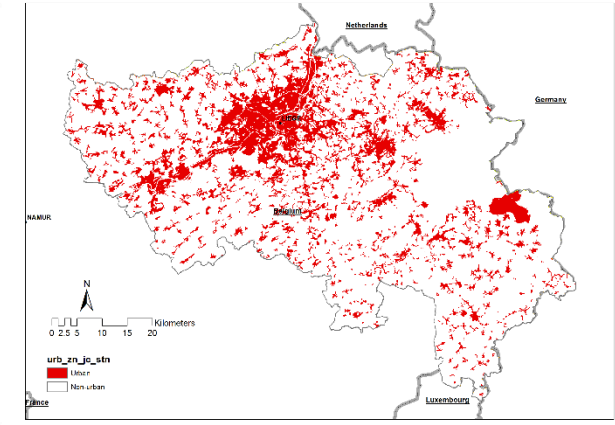 Netherlands
Germany
Belgium
NAMUR
N
Kilometers
0 2.5 5 10 15 20
urb_zn_jc_stn
Urban
Non-urban
France
Luxembourg